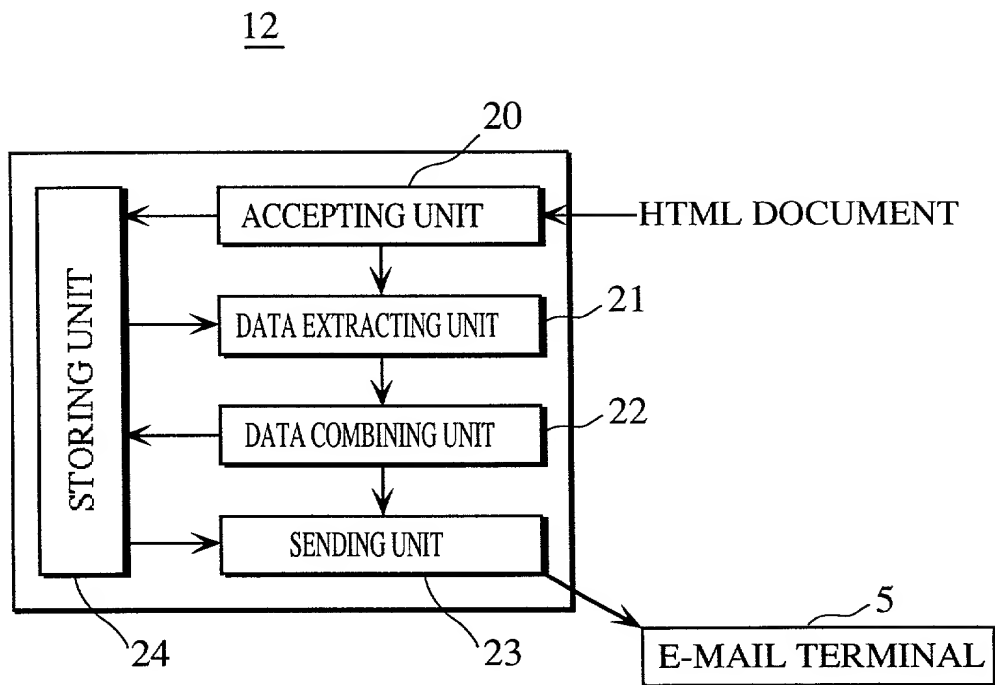 12
20
ACCEPTING UNIT
HTML DOCUMENT
STORING UNIT
21
DATA EXTRACTING UNIT
22
DATA COMBINING UNIT
SENDING UNIT
24
23
5
E-MAIL TERMINAL